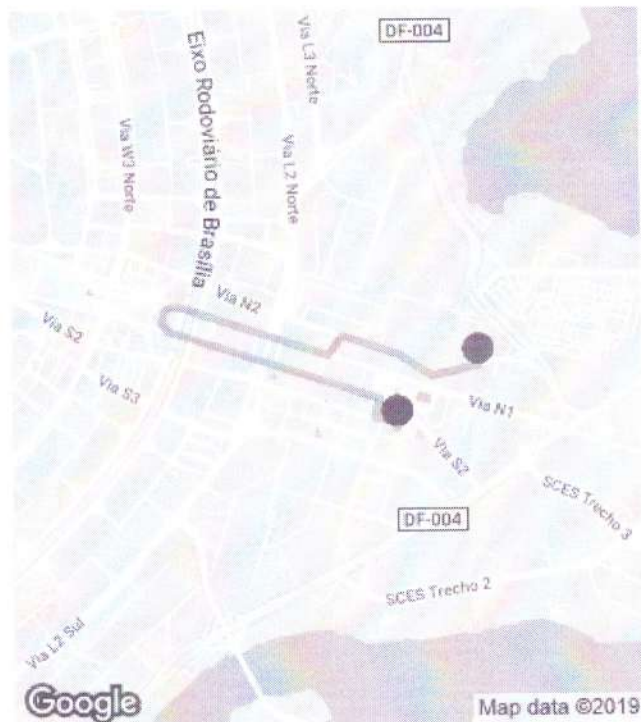 DF-004
Via L3 Norte
Eixo Rodoviário de Brasília
Via W3 Norte
Via L2 Norte
Via N2
Via S2
Via S3
Via N1
Via S2
SCES Trecho 3
DF-004
SCES Trecho 2
Via L2 Sul
Google
Map data ©2019